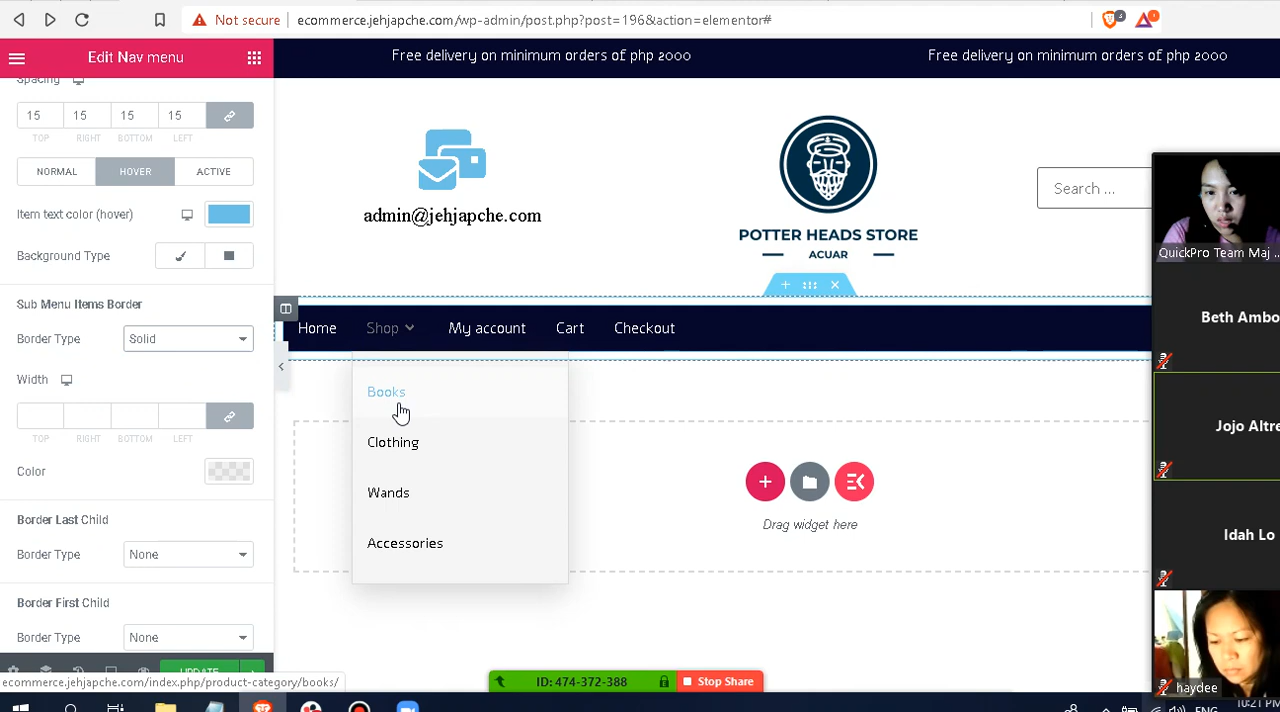 Not secure
ecommerce.jehjapche.com/wp-admin/post.php?post=196&action=elementor#
3
1
Edit Nav menu
Free delivery on minimum orders of php 2000
Free delivery on minimum orders of php 2000
Spacing
15 15 15 15
TOP RIGHT BOTTOM LEFT
NORMAL HOVER ACTIVE
Item text color (hover)
Background Type
Sub Menu Items Border
Border Type Solid
Width
TOP RIGHT BOTTOM LEFT
Color
Border Last Child
Border Type None
Border First Child
Border Type None
UPDATE
ecommerce.jehjapche.com/index.php/product-category/books/
admin@jehjapche.com
POTTER HEADS STORE
ACUAR
Search ...
Home Shop My account Cart Checkout
Books
Clothing
Wands
Accessories
Drag widget here
QuickPro Team Maj ...
Beth Ambo
Jojo Altre
Idah Lo
haydee
ID: 474-372-388 Stop Share
ENG
10:21 PM